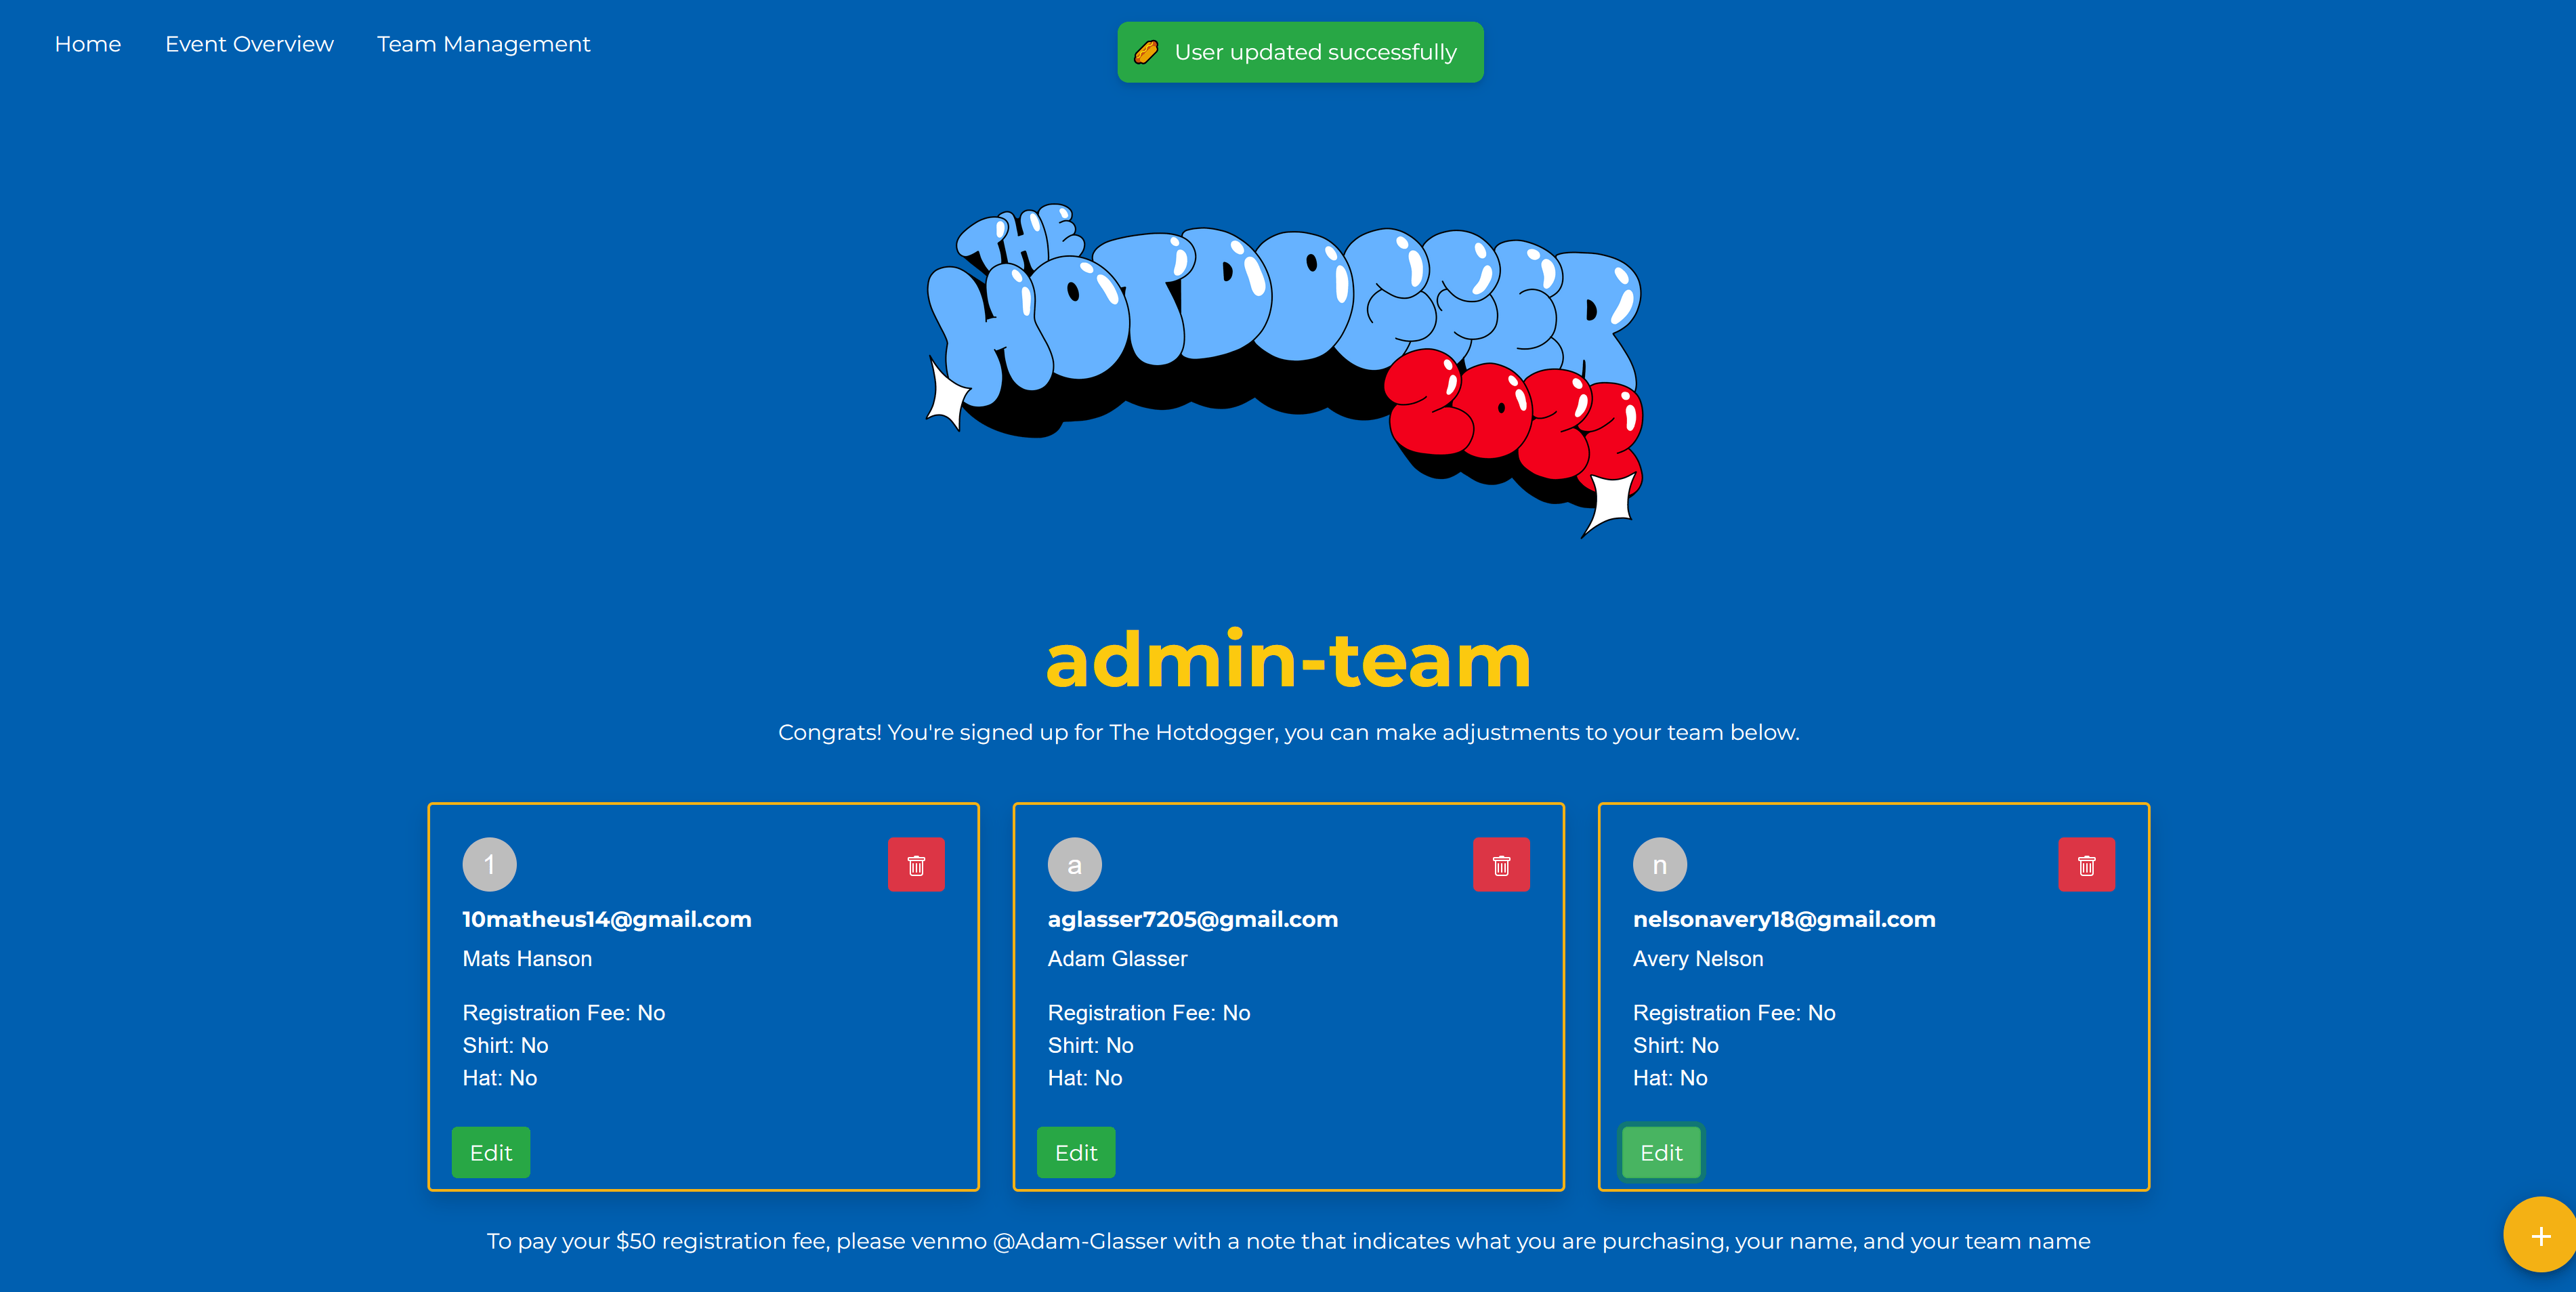 Home Event Overview Team Management
User updated successfully
THE
HOTDOGGER
2022
admin-team
Congrats! You're signed up for The Hotdogger, you can make adjustments to your team below.
1
10matheus14@gmail.com
Mats Hanson
Registration Fee: No
Shirt: No
Hat: No
Edit
a
aglasser7205@gmail.com
Adam Glasser
Registration Fee: No
Shirt: No
Hat: No
Edit
n
nelsonavery18@gmail.com
Avery Nelson
Registration Fee: No
Shirt: No
Hat: No
Edit
+
To pay your $50 registration fee, please venmo @Adam-Glasser with a note that indicates what you are purchasing, your name, and your team name